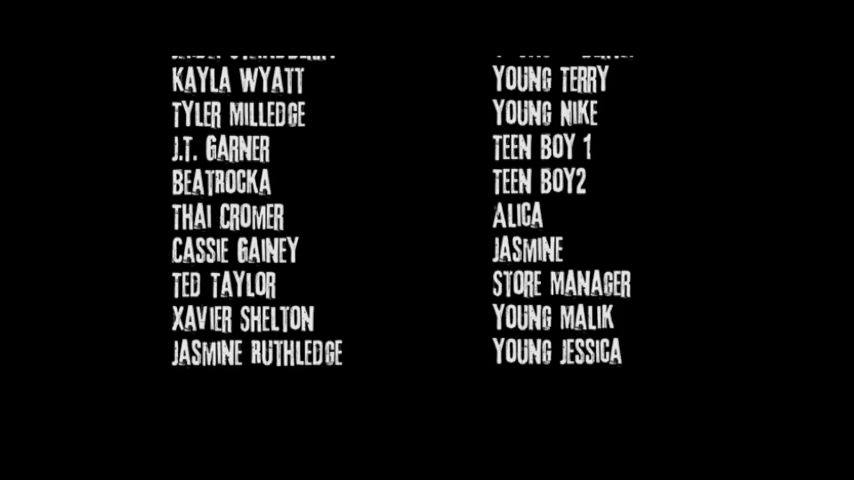 KAYLA WYATT YOUNG TERRY
TYLER MILLEDGE YOUNG NIKE
J.T. GARNER TEEN BOY 1
BEATROCKA TEEN BOY2
THAI CROMER ALICA
CASSIE GAINEY JASMINE
TED TAYLOR STORE MANAGER
XAVIER SHELTON YOUNG MALIK
JASMINE RUTHLEDGE YOUNG JESSICA